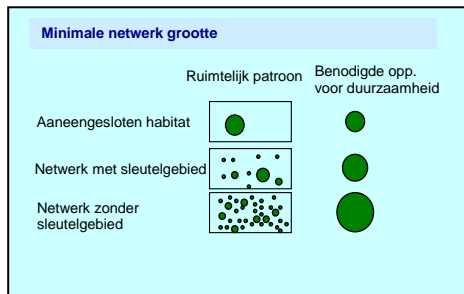 Minimale netwerk grootte
Ruimtelijk patroon
Benodigde opp.
voor duurzaamheid
Aaneengesloten habitat
Netwerk met sleutelgebied
Netwerk zonder
sleutelgebied